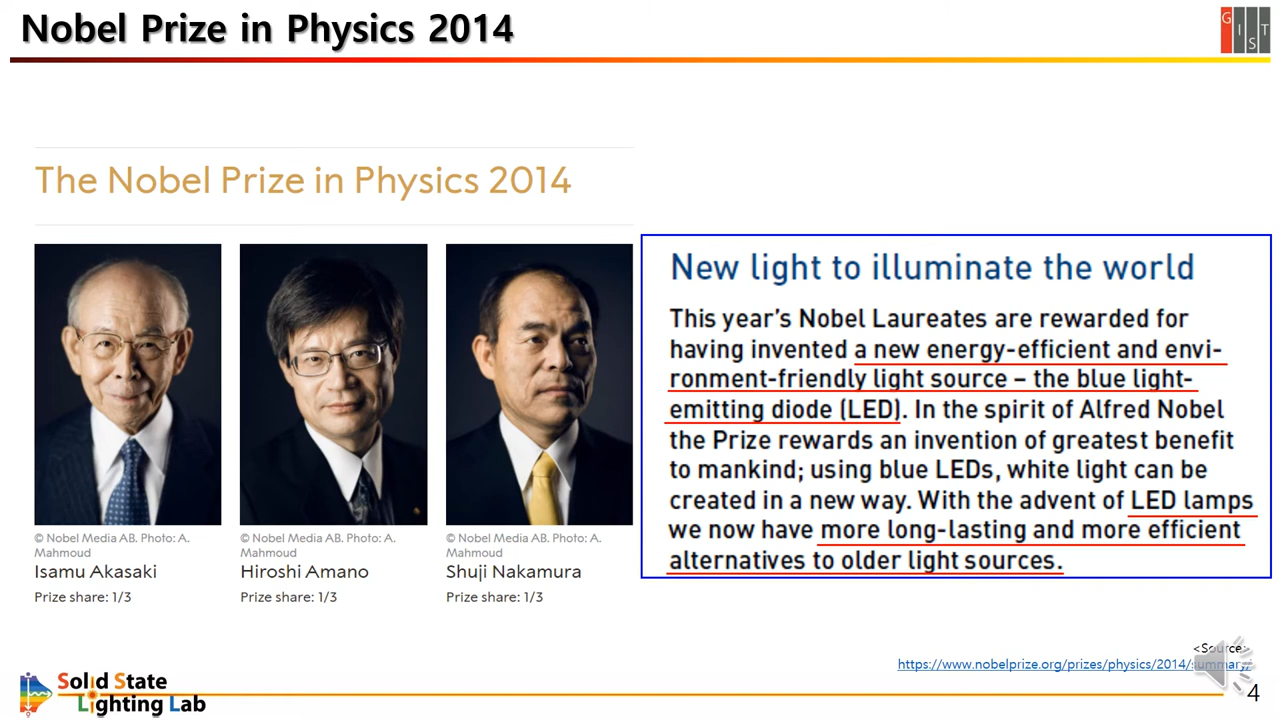 Nobel Prize in Physics 2014
G
I
S
T
The Nobel Prize in Physics 2014
© Nobel Media AB. Photo: A.
Mahmoud
Isamu Akasaki
Prize share: 1/3
© Nobel Media AB. Photo: A.
Mahmoud
Hiroshi Amano
Prize share: 1/3
© Nobel Media AB. Photo: A.
Mahmoud
Shuji Nakamura
Prize share: 1/3
New light to illuminate the world
This year's Nobel Laureates are rewarded for
having invented a new energy-efficient and envi-
ronment-friendly light source – the blue light-
emitting diode (LED). In the spirit of Alfred Nobel
the Prize rewards an invention of greatest benefit
to mankind; using blue LEDs, white light can be
created in a new way. With the advent of LED lamps
we now have more long-lasting and more efficient
alternatives to older light sources.
<Source>
https://www.nobelprize.org/prizes/physics/2014/summary/
Solid State
Lighting Lab
4